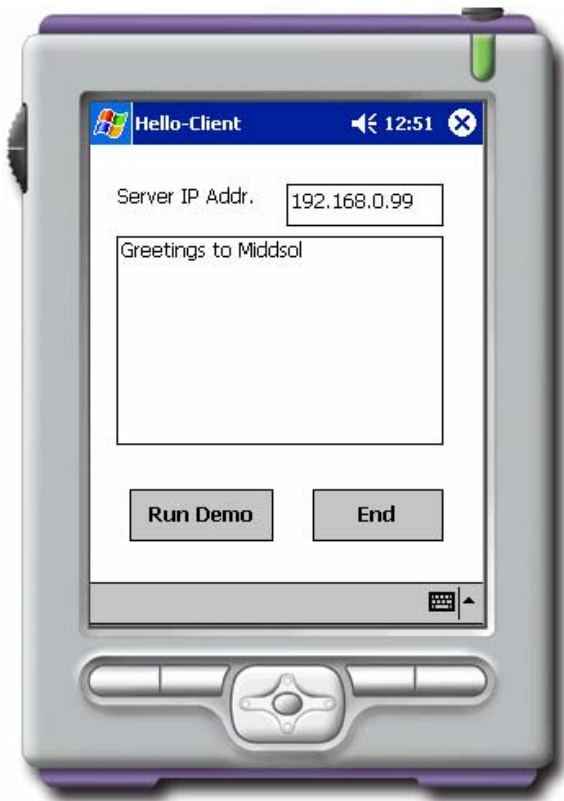 Hello-Client 12:51
Server IP Addr. 192.168.0.99
Greetings to Middsol
Run Demo End